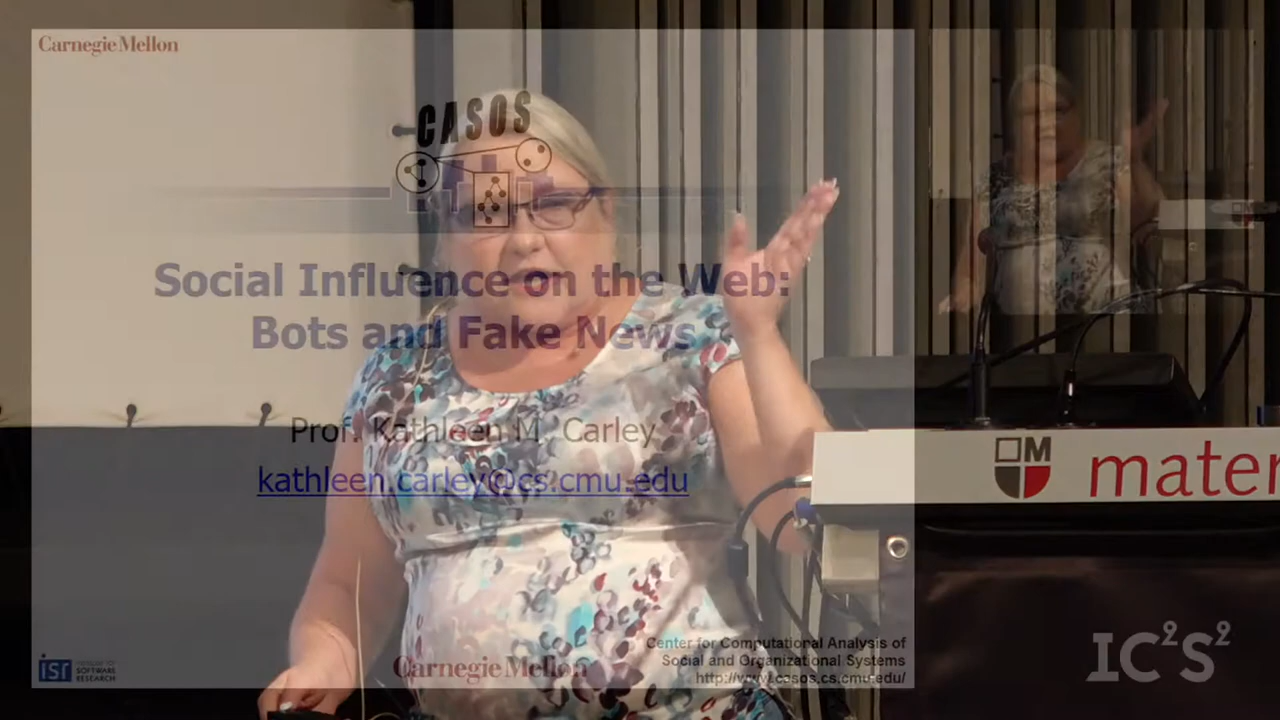 Carnegie Mellon
CASOS
Social Influence on the Web:
Bots and Fake News
Prof. Kathleen M. Carley
kathleen.carley@cs.cmu.edu
M
mater
isr
SOFTWARE
RESEARCH
Carnegie Mellon
Center for Computational Analysis of
Social and Organizational Systems
http://www.casos.cs.cmu.edu/
IC²S²